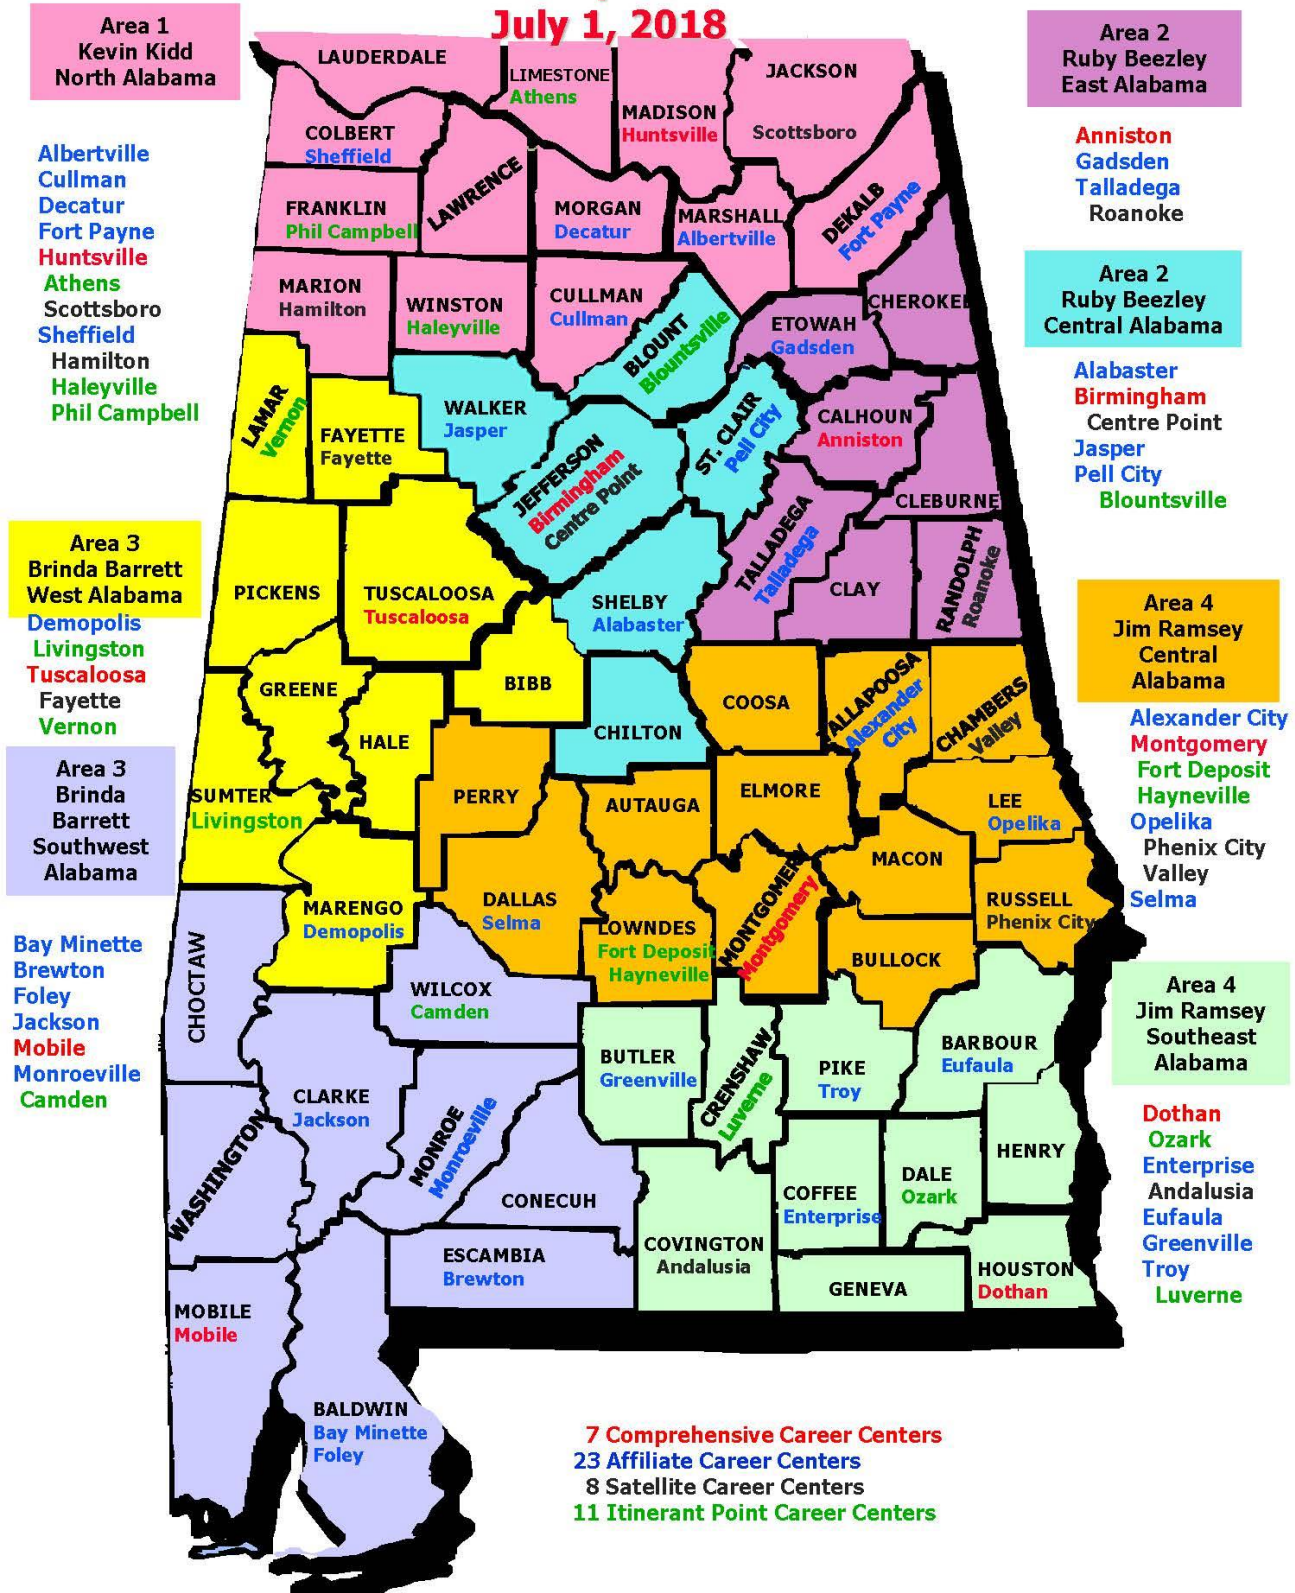 July 1, 2018
Area 1
Kevin Kidd
North Alabama
Albertville
Cullman
Decatur
Fort Payne
Huntsville
Athens
Scottsboro
Sheffield
Hamilton
Haleyville
Phil Campbell
Area 3
Brinda Barrett
West Alabama
Demopolis
Livingston
Tuscaloosa
Fayette
Vernon
Area 3
Brinda
Barrett
Southwest
Alabama
Bay Minette
Brewton
Foley
Jackson
Mobile
Monroeville
Camden
LAUDERDALE
LIMESTONE
Athens
MADISON
Huntsville
JACKSON
Scottsboro
COLBERT
Sheffield
LAWRENCE
FRANKLIN
Phil Campbell
MORGAN
Decatur
MARSHALL
Albertville
DEKALB
Fort Payne
MARION
Hamilton
WINSTON
Haleyville
CULLMAN
Cullman
BLOUNT
Blountsville
ETOWAH
Gadsden
CHEROKEE
LAMAR
Vernon
FAYETTE
Fayette
WALKER
Jasper
JEFFERSON
Birmingham
Centre Point
ST. CLAIR
Pell City
CALHOUN
Anniston
CLEBURNE
PICKENS
TUSCALOOSA
Tuscaloosa
SHELBY
Alabaster
TALLADEGA
Talladega
CLAY
RANDOLPH
Roanoke
GREENE
BIBB
HALE
CHILTON
COOSA
TALLAPOOSA
Alexander
City
CHAMBERS
Valley
SUMTER
Livingston
PERRY
AUTAUGA
ELMORE
LEE
Opelika
MACON
MARENGO
Demopolis
DALLAS
Selma
LOWNDES
Fort Deposit
Hayneville
MONTGOMERY
Montgomery
RUSSELL
Phenix City
BULLOCK
CHOCTAW
WILCOX
Camden
BUTLER
Greenville
CRENSHAW
Luverne
PIKE
Troy
BARBOUR
Eufaula
CLARKE
Jackson
MONROE
Monroeville
WASHINGTON
CONECUH
COFFEE
Enterprise
DALE
Ozark
HENRY
ESCAMBIA
Brewton
COVINGTON
Andalusia
GENEVA
HOUSTON
Dothan
MOBILE
Mobile
BALDWIN
Bay Minette
Foley
Area 2
Ruby Beezley
East Alabama
Anniston
Gadsden
Talladega
Roanoke
Area 2
Ruby Beezley
Central Alabama
Alabaster
Birmingham
Centre Point
Jasper
Pell City
Blountsville
Area 4
Jim Ramsey
Central
Alabama
Alexander City
Montgomery
Fort Deposit
Hayneville
Opelika
Phenix City
Valley
Selma
Area 4
Jim Ramsey
Southeast
Alabama
Dothan
Ozark
Enterprise
Andalusia
Eufaula
Greenville
Troy
Luverne
7 Comprehensive Career Centers
23 Affiliate Career Centers
8 Satellite Career Centers
11 Itinerant Point Career Centers